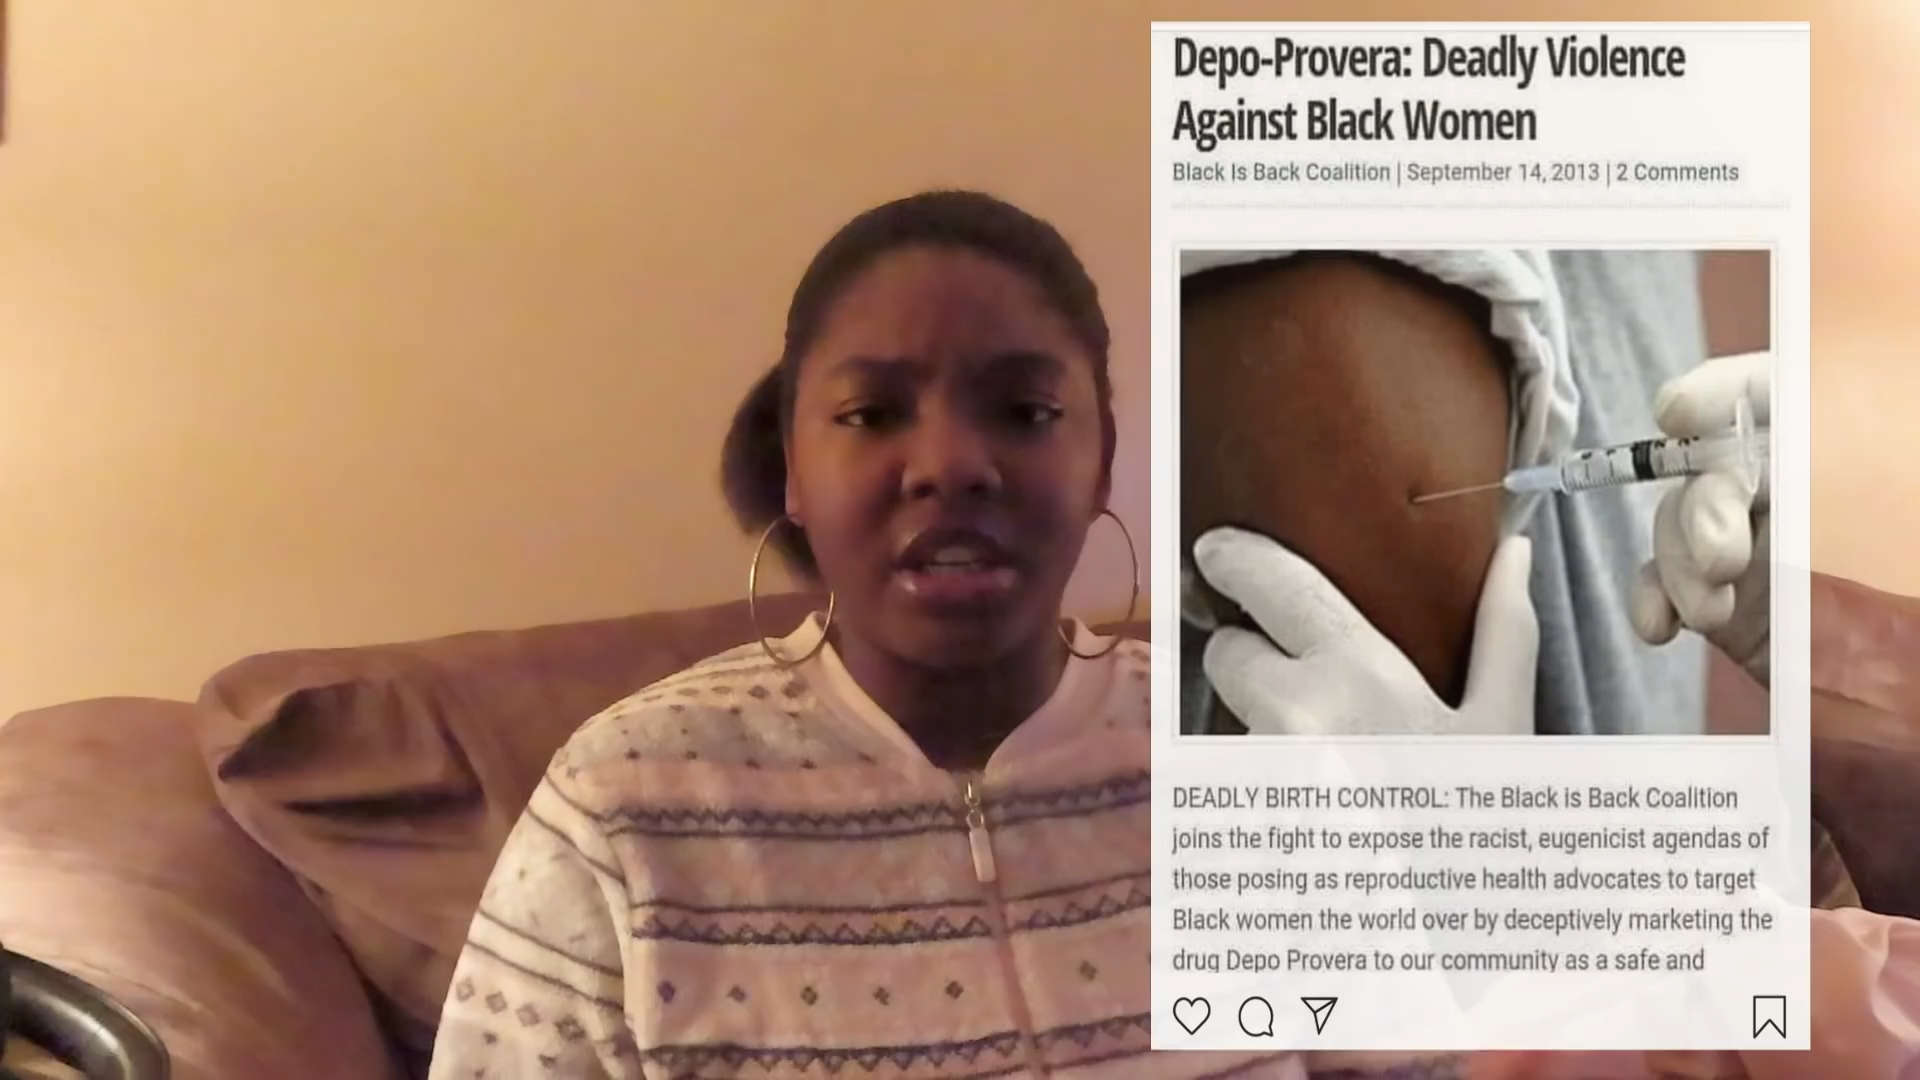 Depo-Provera: Deadly Violence
Against Black Women
Black Is Back Coalition | September 14, 2013 | 2 Comments
DEADLY BIRTH CONTROL: The Black is Back Coalition
joins the fight to expose the racist, eugenicist agendas of
those posing as reproductive health advocates to target
Black women the world over by deceptively marketing the
drug Depo Provera to our community as a safe and